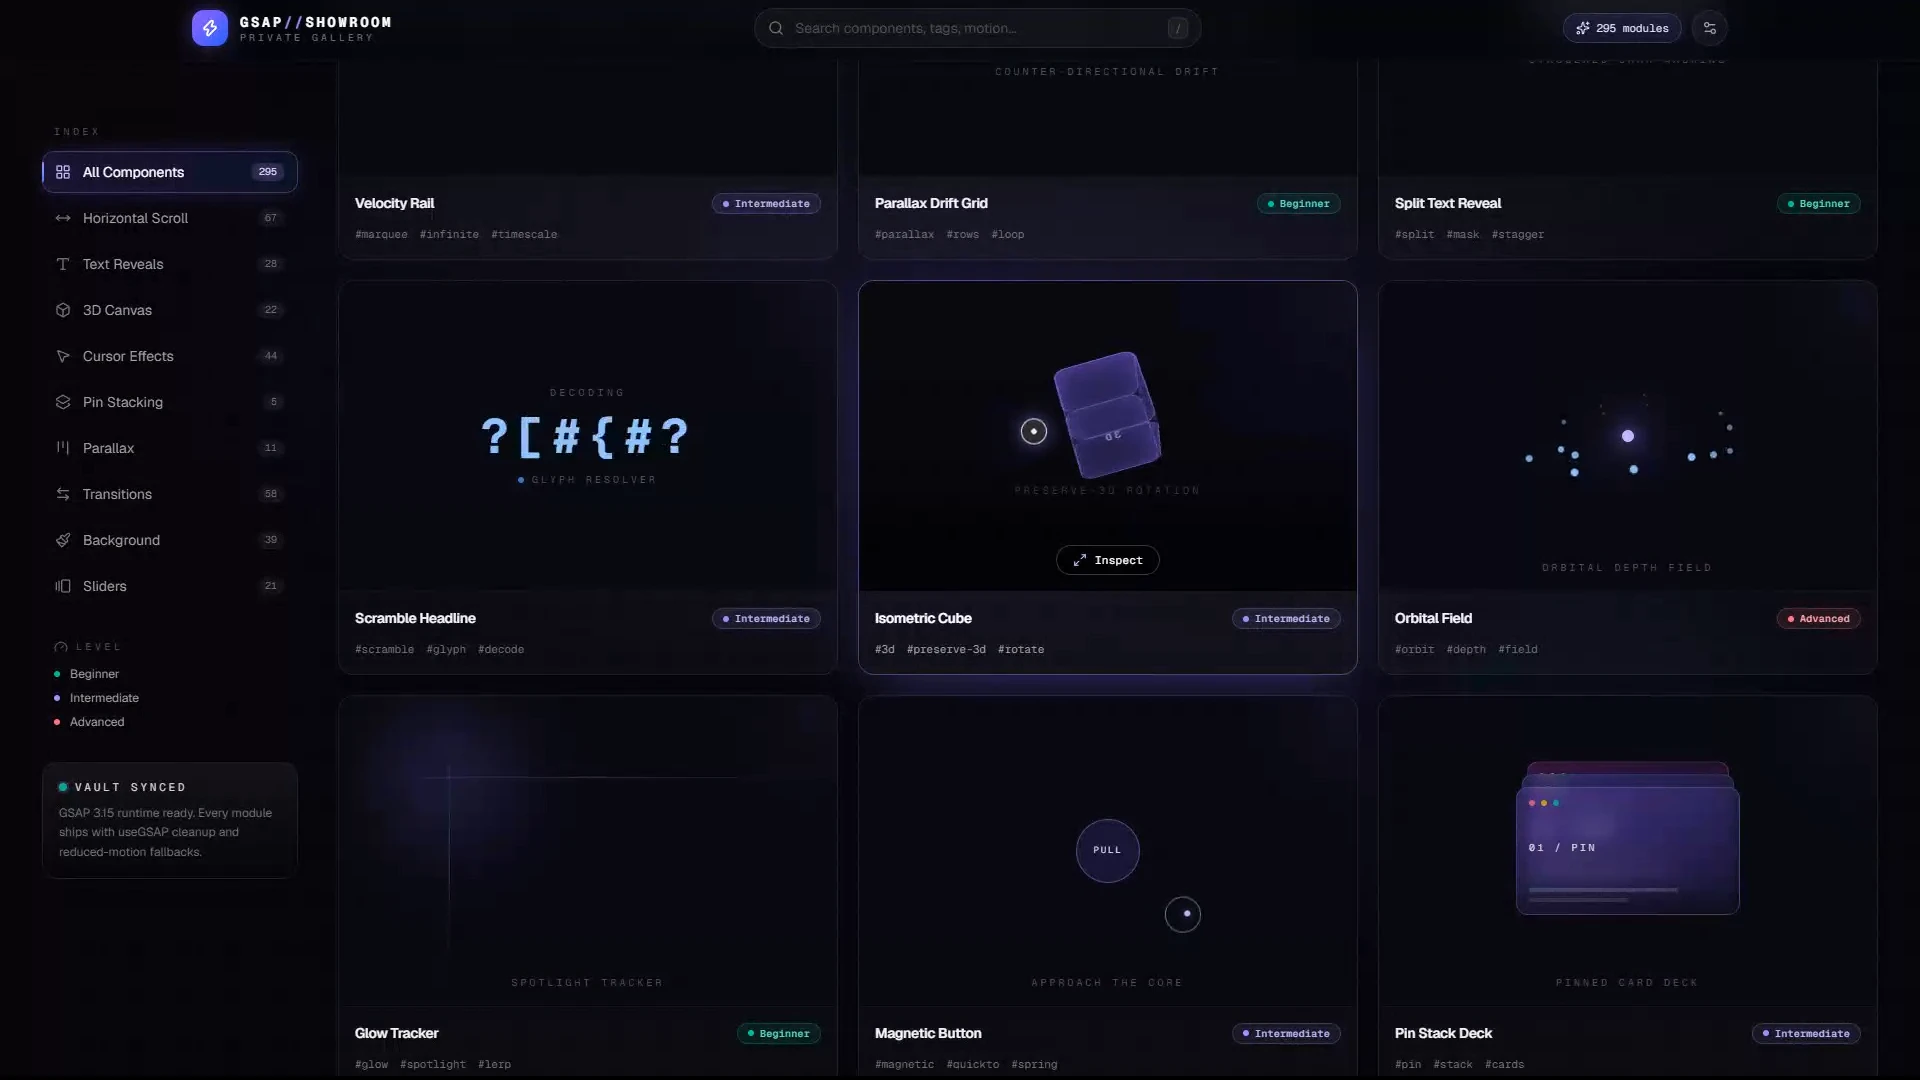 GSAP//SHOWROOM
PRIVATE GALLERY
Search components, tags, motion...
/
295 modules
INDEX
All Components 295
Horizontal Scroll 67
Text Reveals 28
3D Canvas 22
Cursor Effects 44
Pin Stacking 5
Parallax 11
Transitions 58
Background 39
Sliders 21
LEVEL
Beginner
Intermediate
Advanced
VAULT SYNCED
GSAP 3.15 runtime ready. Every module
ships with useGSAP cleanup and
reduced-motion fallbacks.
Velocity Rail
Intermediate
#marquee #infinite #timescale
COUNTER-DIRECTIONAL DRIFT
Parallax Drift Grid
Beginner
#parallax #rows #loop
Split Text Reveal
Beginner
#split #mask #stagger
DECODING
?[#{#?
GLYPH RESOLVER
Scramble Headline
Intermediate
#scramble #glyph #decode
3D
PRESERVE-3D ROTATION
Inspect
Isometric Cube
Intermediate
#3d #preserve-3d #rotate
ORBITAL DEPTH FIELD
Orbital Field
Advanced
#orbit #depth #field
SPOTLIGHT TRACKER
Glow Tracker
Beginner
#glow #spotlight #lerp
PULL
APPROACH THE CORE
Magnetic Button
Intermediate
#magnetic #quickto #spring
01 / PIN
PINNED CARD DECK
Pin Stack Deck
Intermediate
#pin #stack #cards